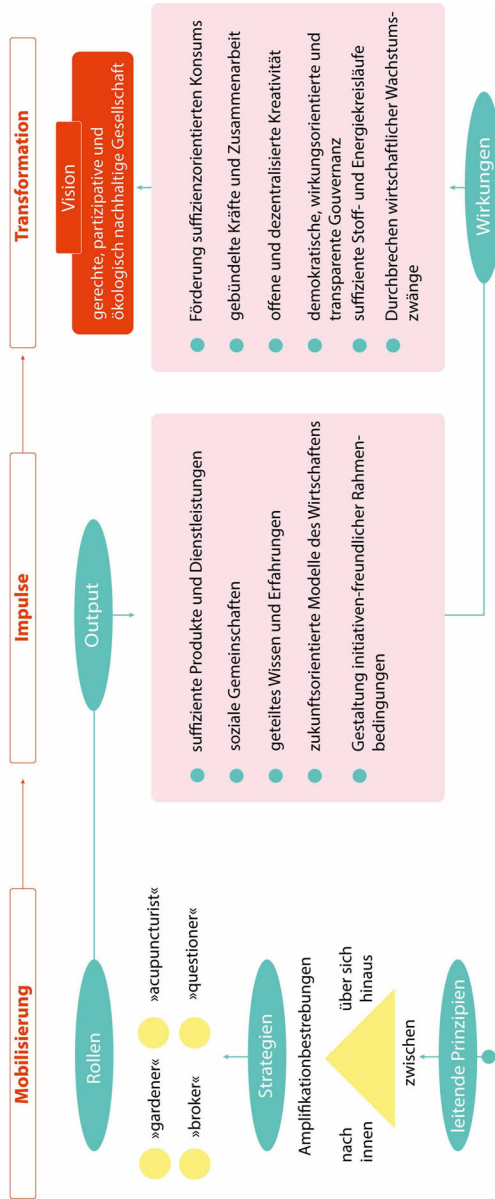 Mobilisierung
Rollen
»gardener«
»acupuncturist«
»broker«
»questioner«
Strategien
Amplifikationbestrebungen
nach
innen
über sich
hinaus
zwischen
leitende Prinzipien
Impulse
Output
suffiziente Produkte und Dienstleistungen
soziale Gemeinschaften
geteiltes Wissen und Erfahrungen
zukunftsorientierte Modelle des Wirtschaftens
Gestaltung initiativen-freundlicher Rahmen-
bedingungen
Transformation
Vision
gerechte, partizipative und
ökologisch nachhaltige Gesellschaft
Förderung suffizienzorientierten Konsums
gebündelte Kräfte und Zusammenarbeit
offene und dezentralisierte Kreativität
demokratische, wirkungsorientierte und
transparente Gouvernanz
suffiziente Stoff- und Energiekreisläufe
Durchbrechen wirtschaftlicher Wachstums-
zwänge
Wirkungen